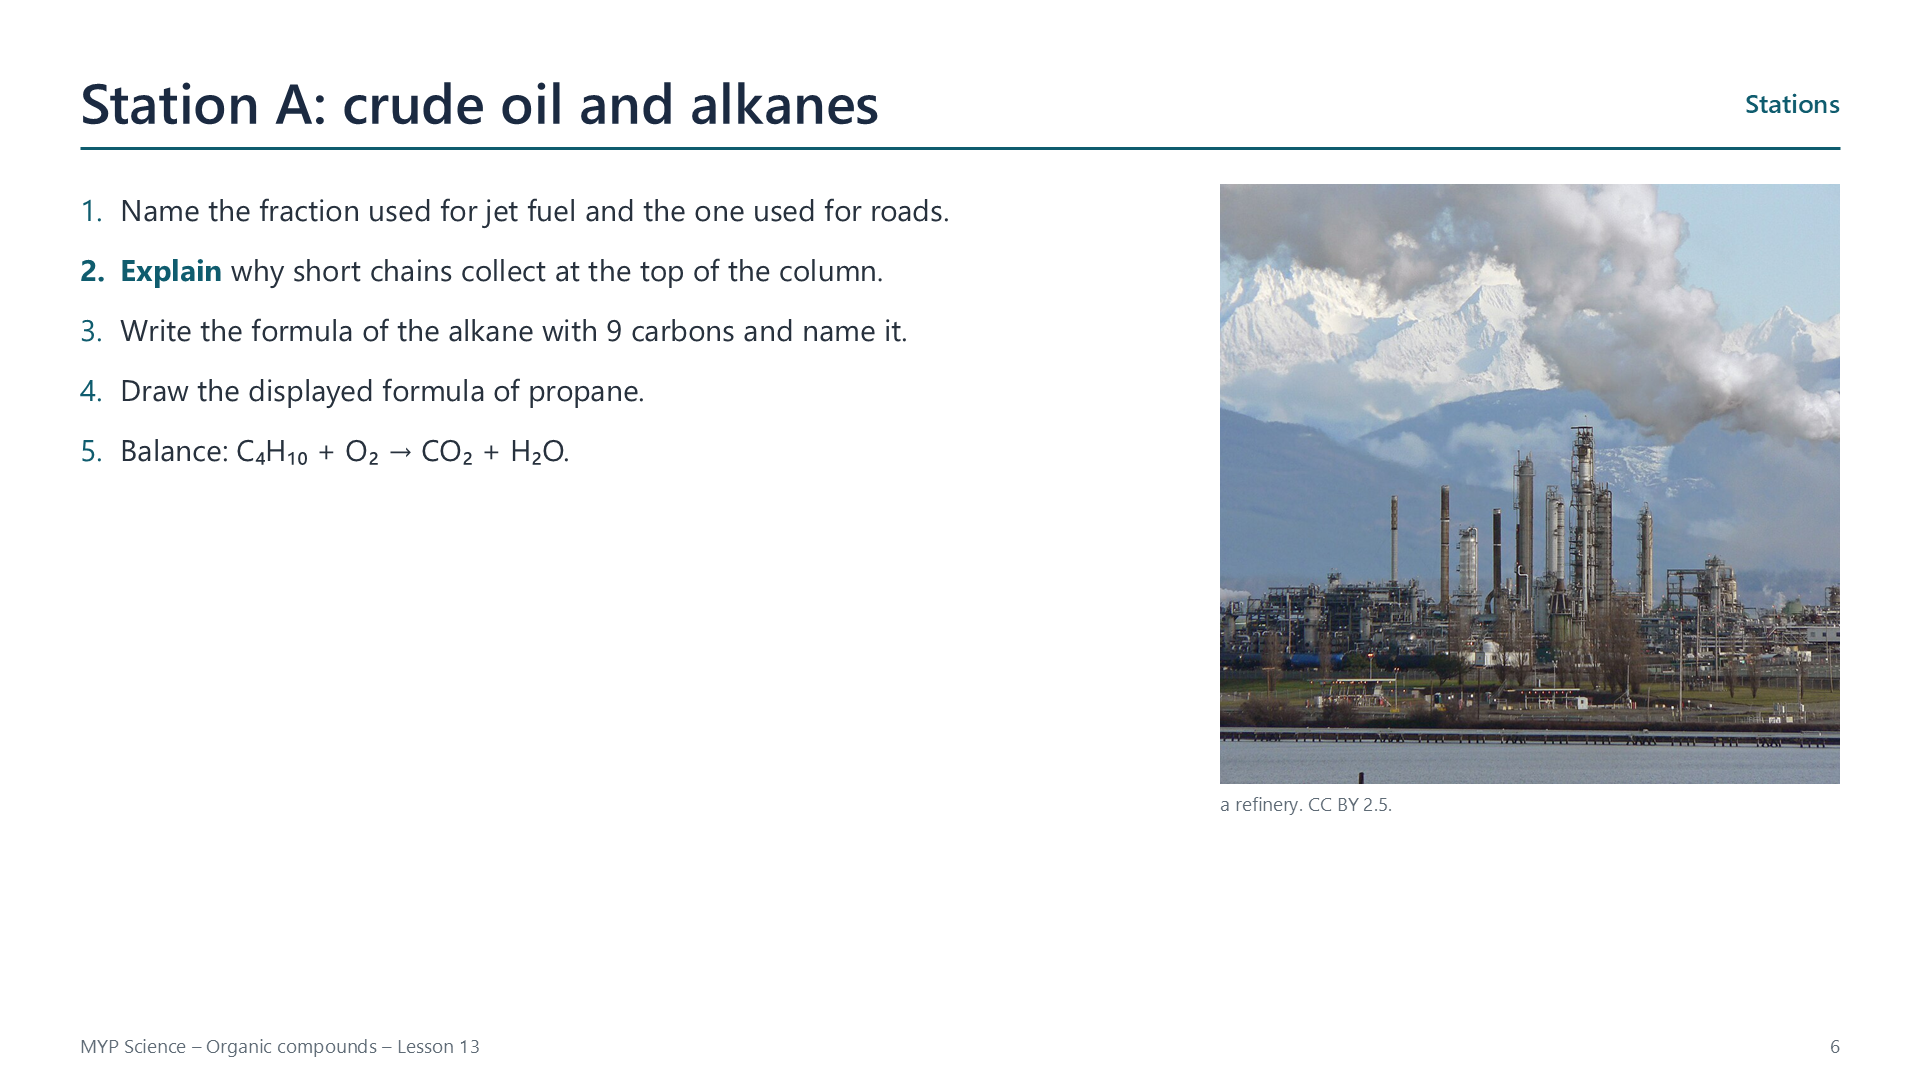 Station A: crude oil and alkanes
Stations
1. Name the fraction used for jet fuel and the one used for roads.
2. Explain why short chains collect at the top of the column.
3. Write the formula of the alkane with 9 carbons and name it.
4. Draw the displayed formula of propane.
5. Balance: C₄H₁₀ + O₂ → CO₂ + H₂O.
a refinery. CC BY 2.5.
MYP Science – Organic compounds – Lesson 13
6